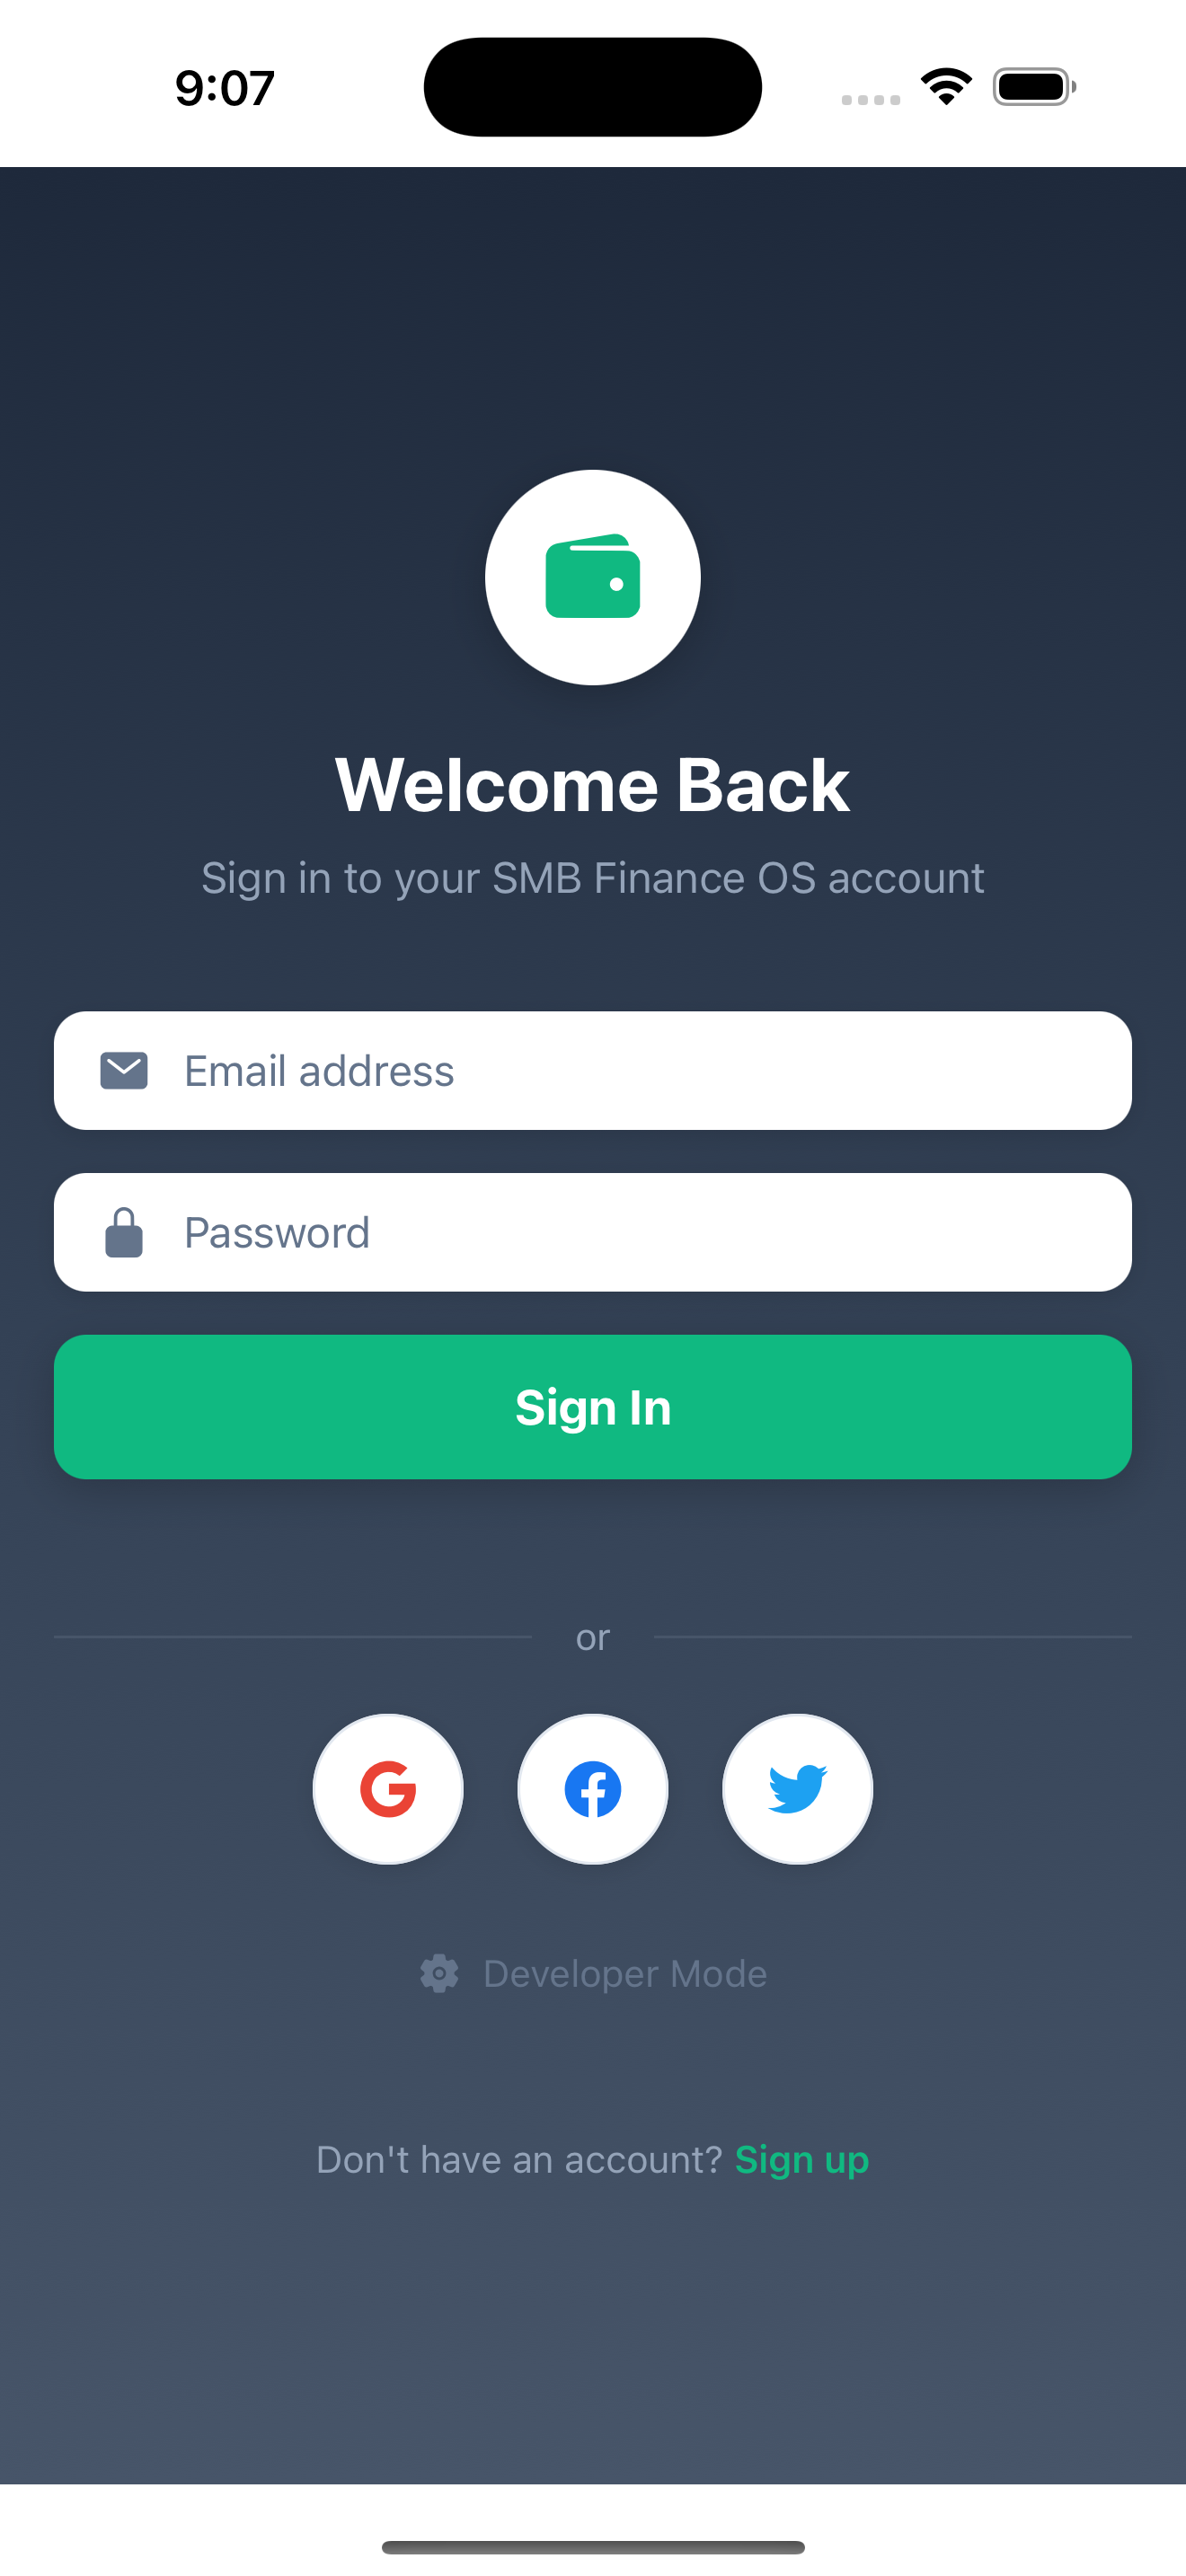 9:07
Welcome Back
Sign in to your SMB Finance OS account
Email address
Password
Sign In
or
Developer Mode
Don't have an account? Sign up